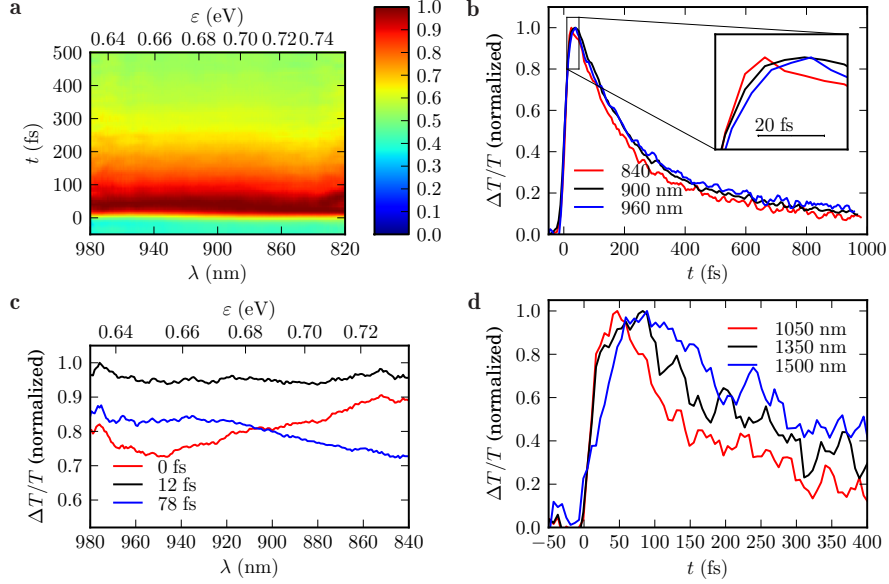 a
ε (eV)
0.64 0.66 0.68 0.70 0.72 0.74
500
400
300
200
100
0
t (fs)
980 940 900 860 820
λ (nm)
1.0
0.9
0.8
0.7
0.6
0.5
0.4
0.3
0.2
0.1
0.0
b
1.0
0.8
0.6
0.4
0.2
0.0
ΔT/T (normalized)
20 fs
840
900 nm
960 nm
0 200 400 600 800 1000
t (fs)
c
ε (eV)
0.64 0.66 0.68 0.70 0.72
1.0
0.9
0.8
0.7
0.6
ΔT/T (normalized)
0 fs
12 fs
78 fs
980 960 940 920 900 880 860 840
λ (nm)
d
1.0
0.8
0.6
0.4
0.2
0.0
ΔT/T (normalized)
1050 nm
1350 nm
1500 nm
−50 0 50 100 150 200 250 300 350 400
t (fs)